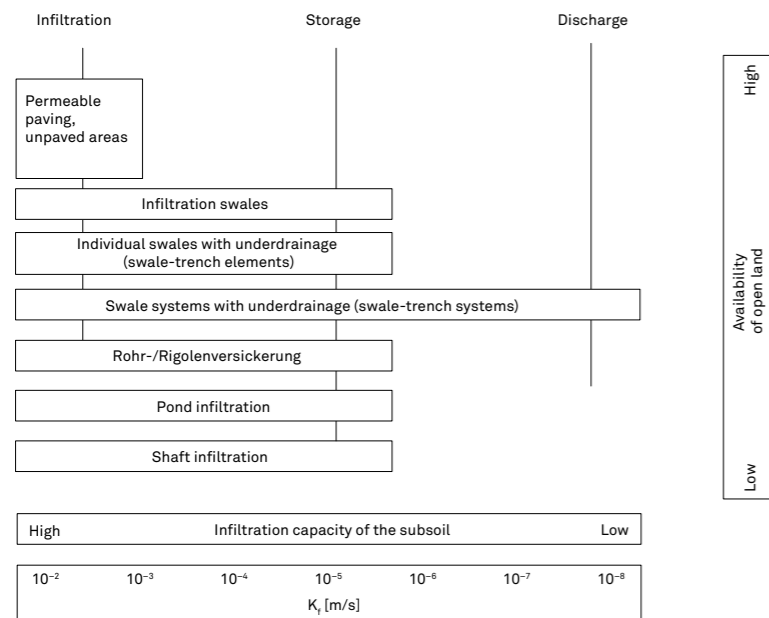 Infiltration
Storage
Discharge
Permeable
paving,
unpaved areas
Infiltration swales
Individual swales with underdrainage
(swale-trench elements)
Swale systems with underdrainage (swale-trench systems)
Rohr-/Rigolenversickerung
Pond infiltration
Shaft infiltration
High
Availability
of open land
Low
High Infiltration capacity of the subsoil Low
10⁻² 10⁻³ 10⁻⁴ 10⁻⁵ 10⁻⁶ 10⁻⁷ 10⁻⁸
K_f [m/s]